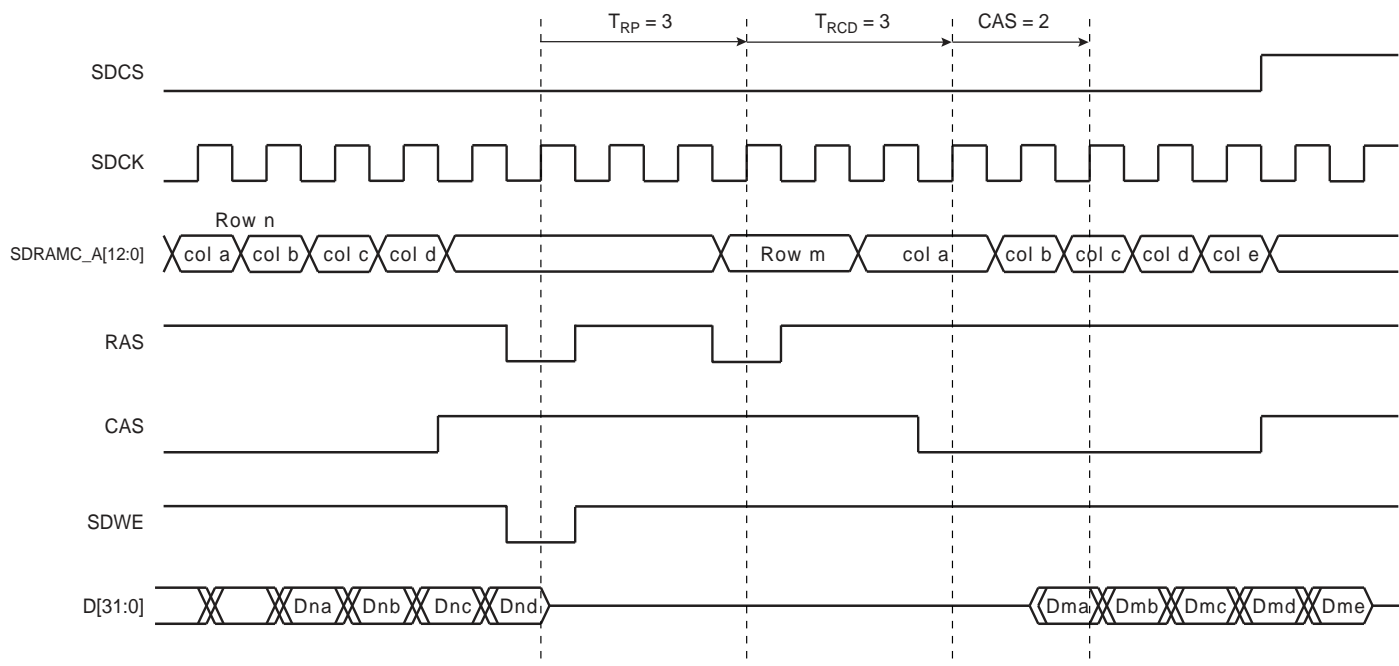 T_RP = 3 T_RCD = 3 CAS = 2
SDCS
SDCK
Row n
SDRAMC_A[12:0] col a col b col c col d Row m col a col b col c col d col e
RAS
CAS
SDWE
D[31:0] Dna Dnb Dnc Dnd Dma Dmb Dmc Dmd Dme